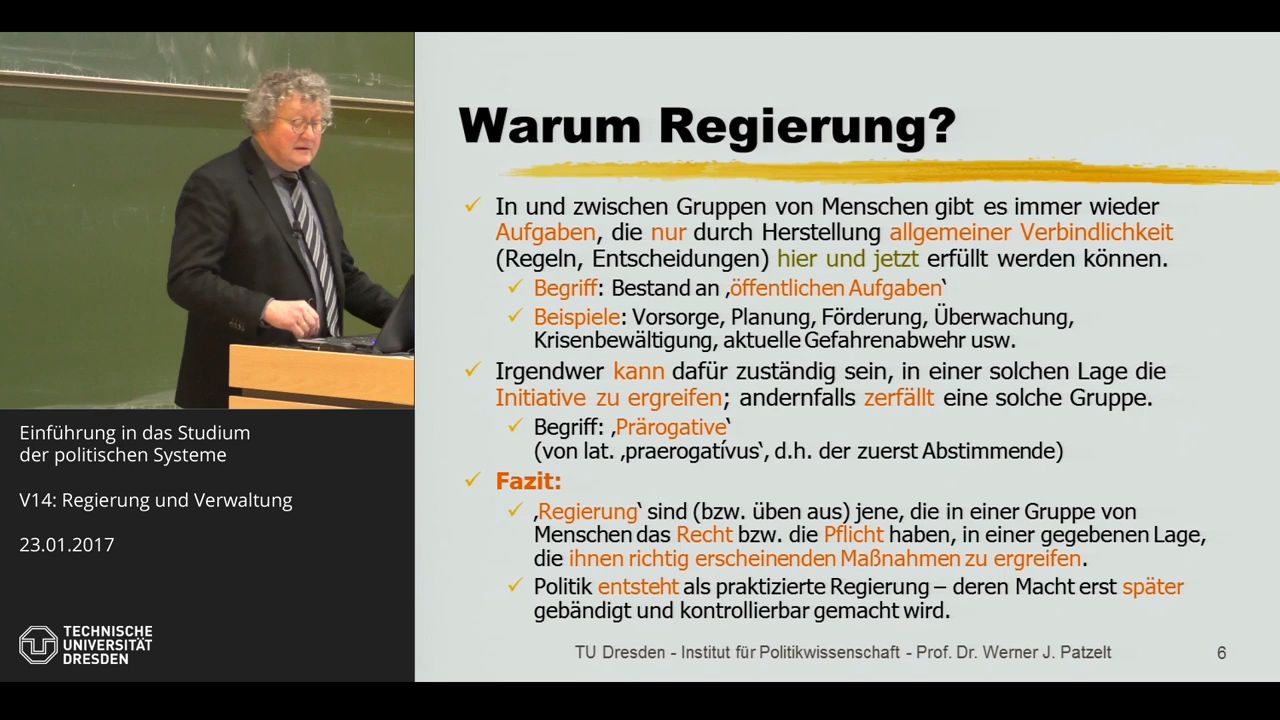 Warum Regierung?
In und zwischen Gruppen von Menschen gibt es immer wieder
Aufgaben, die nur durch Herstellung allgemeiner Verbindlichkeit
(Regeln, Entscheidungen) hier und jetzt erfüllt werden können.
Begriff: Bestand an ‚öffentlichen Aufgaben‘
Beispiele: Vorsorge, Planung, Förderung, Überwachung,
Krisenbewältigung, aktuelle Gefahrenabwehr usw.
Irgendwer kann dafür zuständig sein, in einer solchen Lage die
Initiative zu ergreifen; andernfalls zerfällt eine solche Gruppe.
Begriff: ‚Prärogative‘
(von lat. ‚praerogatívus‘, d.h. der zuerst Abstimmende)
Fazit:
‚Regierung‘ sind (bzw. üben aus) jene, die in einer Gruppe von
Menschen das Recht bzw. die Pflicht haben, in einer gegebenen Lage,
die ihnen richtig erscheinenden Maßnahmen zu ergreifen.
Politik entsteht als praktizierte Regierung – deren Macht erst später
gebändigt und kontrollierbar gemacht wird.
TU Dresden - Institut für Politikwissenschaft - Prof. Dr. Werner J. Patzelt
6
Einführung in das Studium
der politischen Systeme
V14: Regierung und Verwaltung
23.01.2017
TECHNISCHE
UNIVERSITÄT
DRESDEN